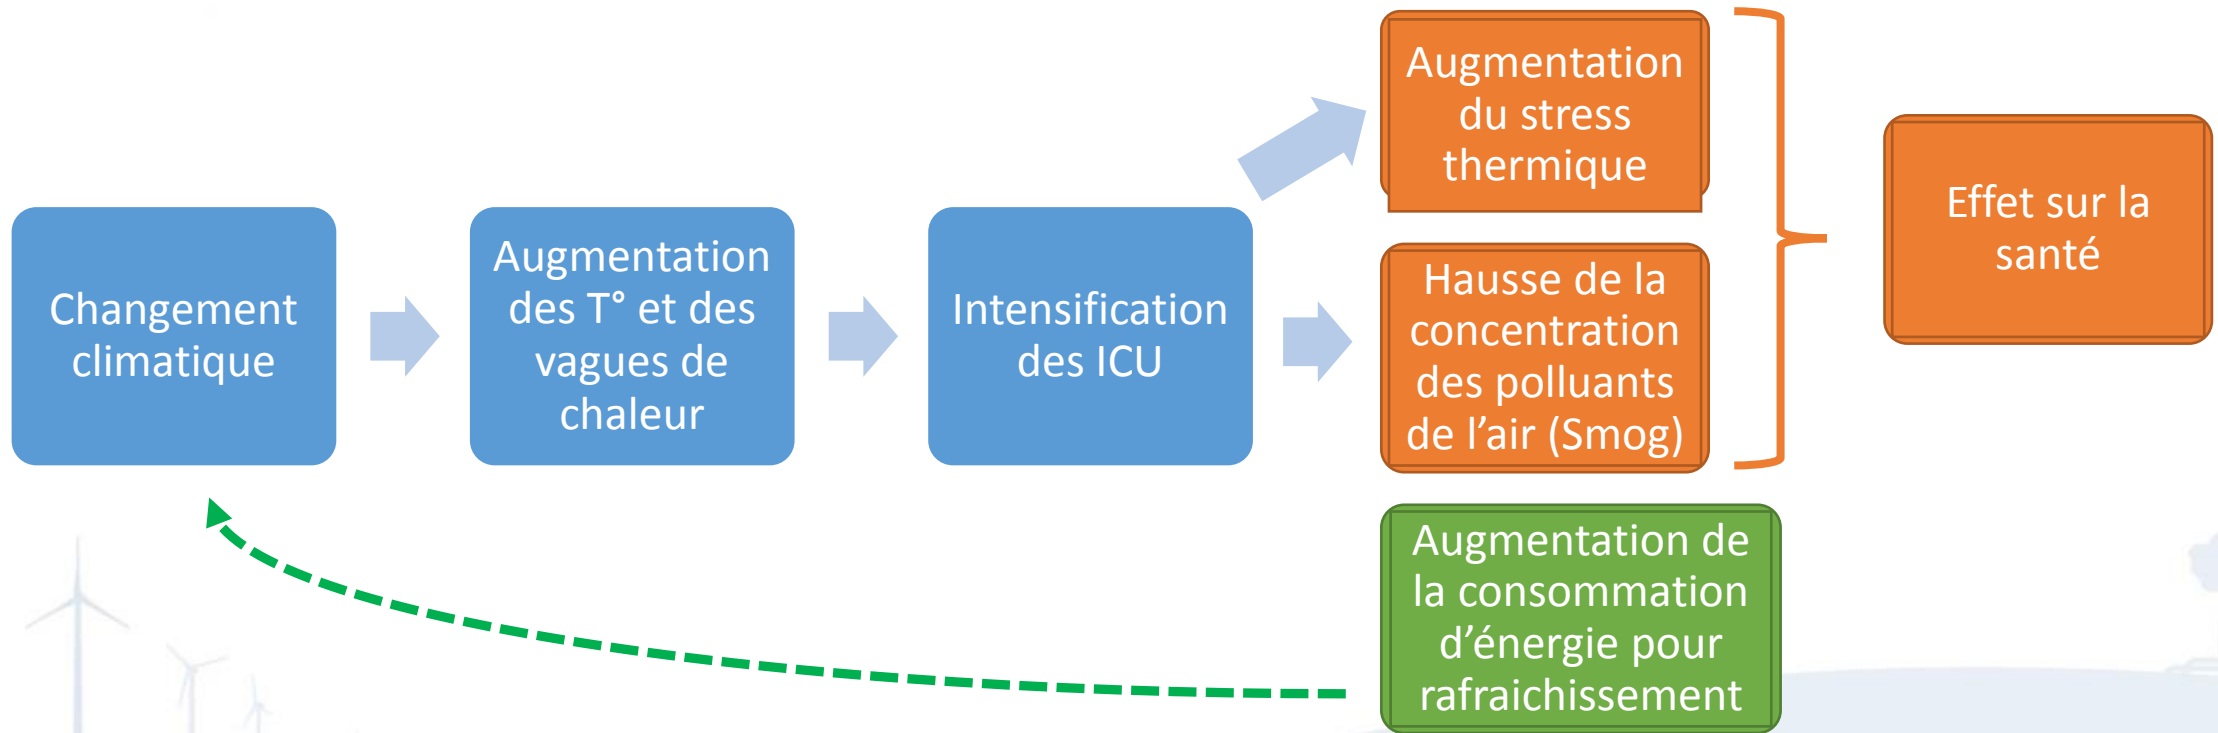 Changement
climatique
Augmentation
des T° et des
vagues de
chaleur
Intensification
des ICU
Augmentation
du stress
thermique
Hausse de la
concentration
des polluants
de l’air (Smog)
Effet sur la
santé
Augmentation de
la consommation
d’énergie pour
rafraichissement